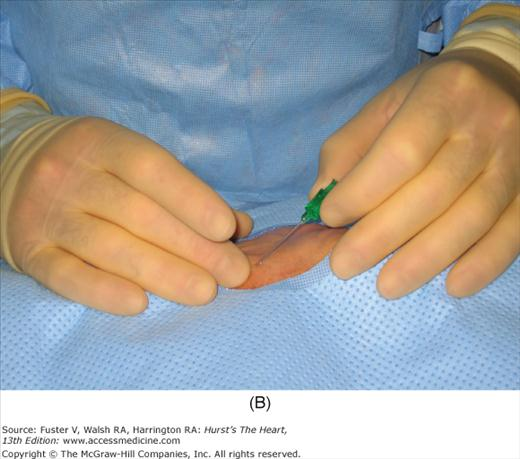 (B)
Source: Fuster V, Walsh RA, Harrington RA: Hurst's The Heart,
13th Edition: www.accessmedicine.com
Copyright © The McGraw-Hill Companies, Inc. All rights reserved.